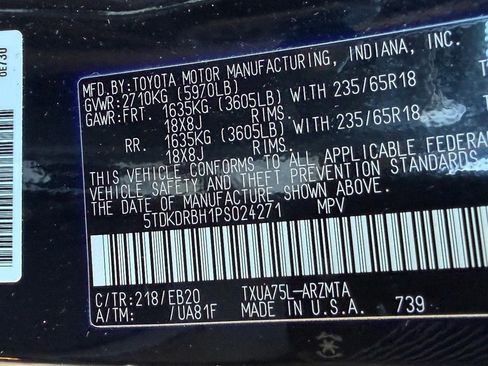 0E/30
MFD.BY:TOYOTA MOTOR MANUFACTURING, INDIANA, INC.
GVWR:2710KG (5970LB)
GAWR:FRT. 1635KG (3605LB) WITH 235/65R18
18X8J RIMS.
RR. 1635KG (3605LB) WITH 235/65R18
18X8J RIMS.
THIS VEHICLE CONFORMS TO ALL APPLICABLE FEDERAL
VEHICLE SAFETY AND THEFT PREVENTION
THE DATE OF MANUFACTURE SHOWN ABOVE.
5TDKDRBH1PS024271 MPV
C/TR:218/EB20 TXUA75L-ARZMTA
A/TM: /UA81F MADE IN U.S.A. 739